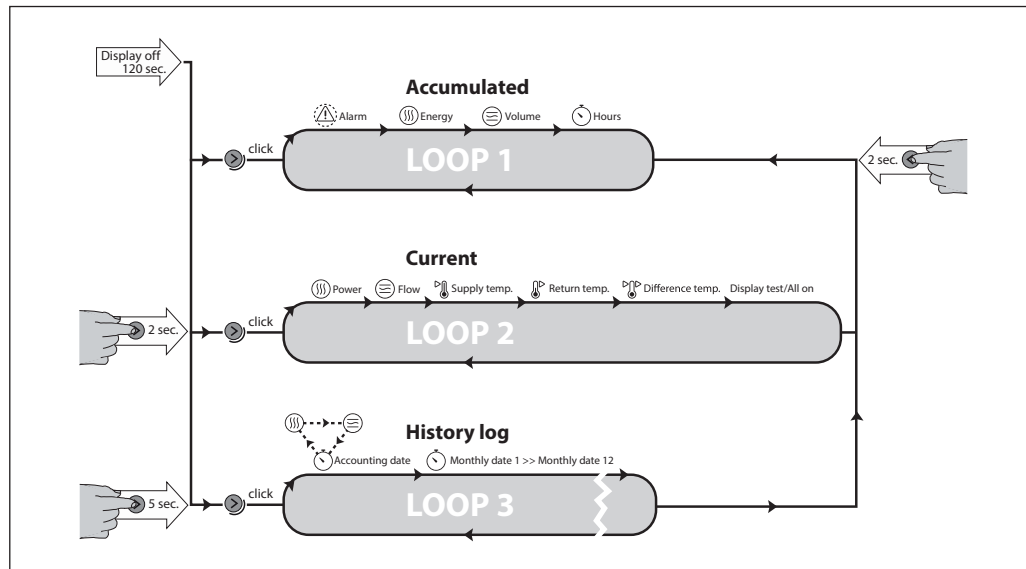 Display off
120 sec.
Accumulated
Alarm Energy Volume Hours
click
LOOP 1
2 sec.
Current
Power Flow Supply temp. Return temp. Difference temp. Display test/All on
2 sec.
click
LOOP 2
History log
Accounting date Monthly date 1 >> Monthly date 12
5 sec.
click
LOOP 3